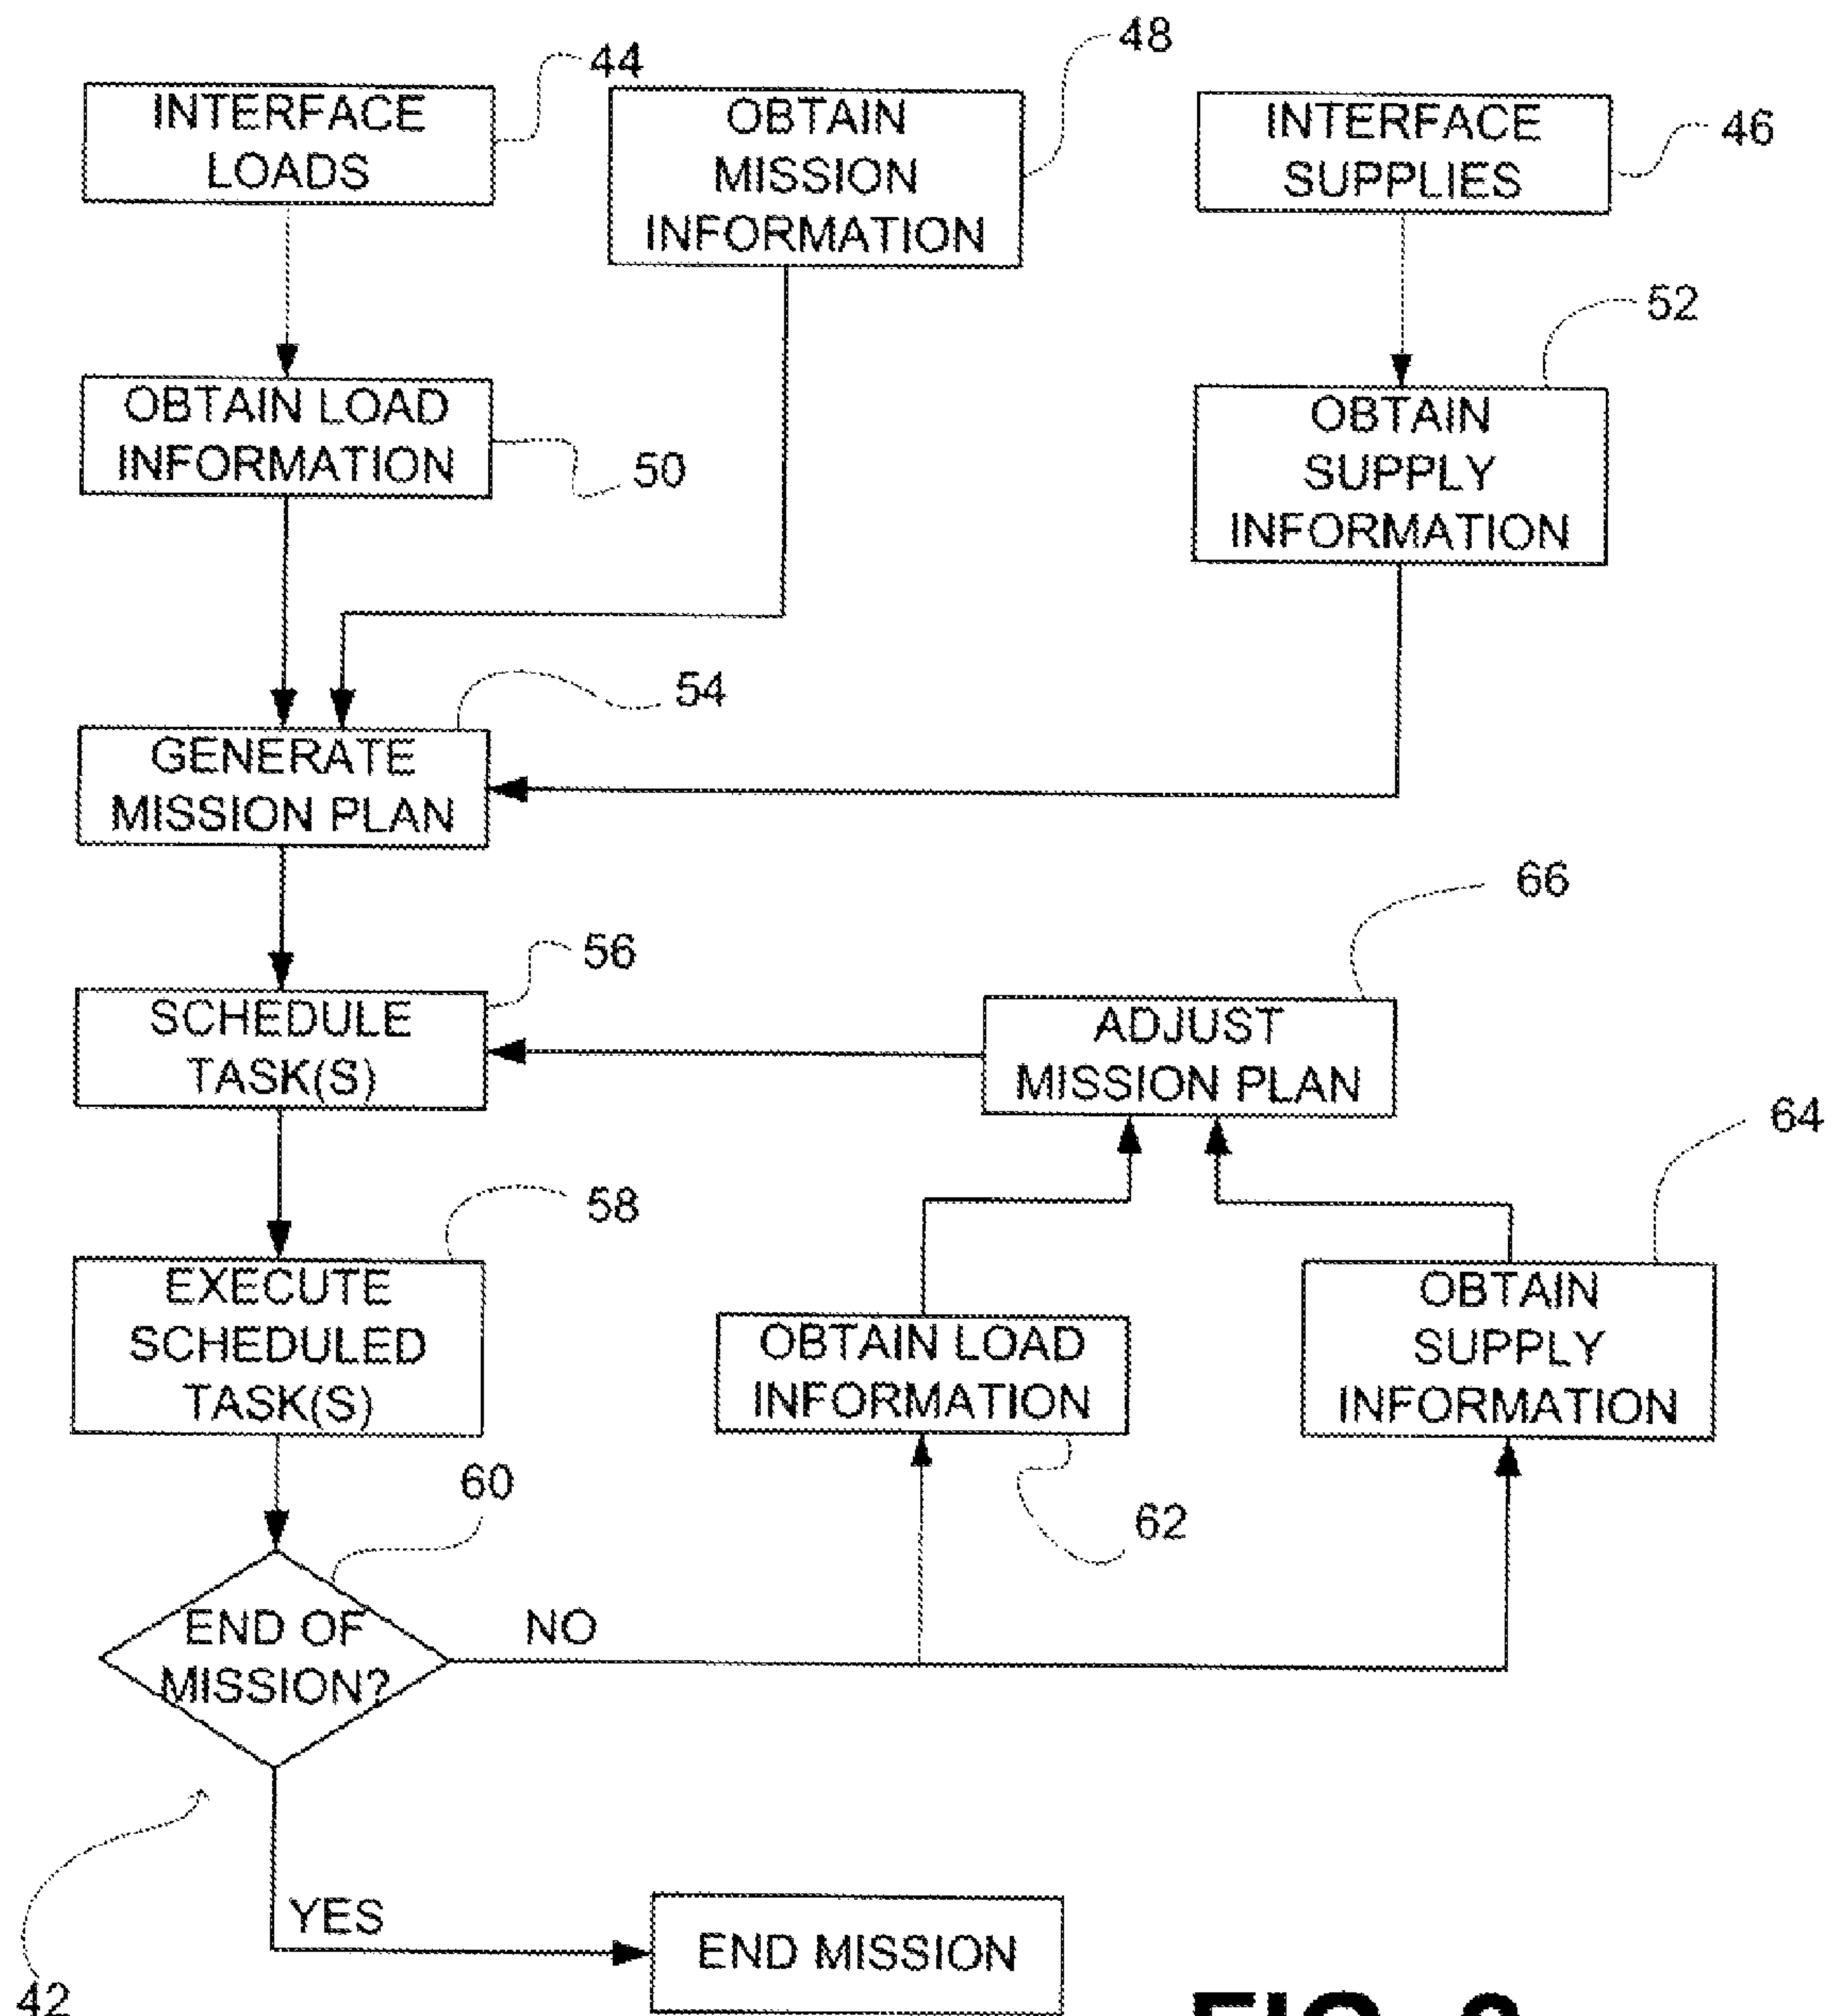 44
48
INTERFACE
LOADS
OBTAIN
MISSION
INFORMATION
INTERFACE
SUPPLIES
46
52
OBTAIN LOAD
INFORMATION
50
OBTAIN
SUPPLY
INFORMATION
54
GENERATE
MISSION PLAN
66
56
SCHEDULE
TASK(S)
ADJUST
MISSION PLAN
64
58
EXECUTE
SCHEDULED
TASK(S)
OBTAIN LOAD
INFORMATION
OBTAIN
SUPPLY
INFORMATION
60
62
END OF
MISSION?
NO
YES
END MISSION
42